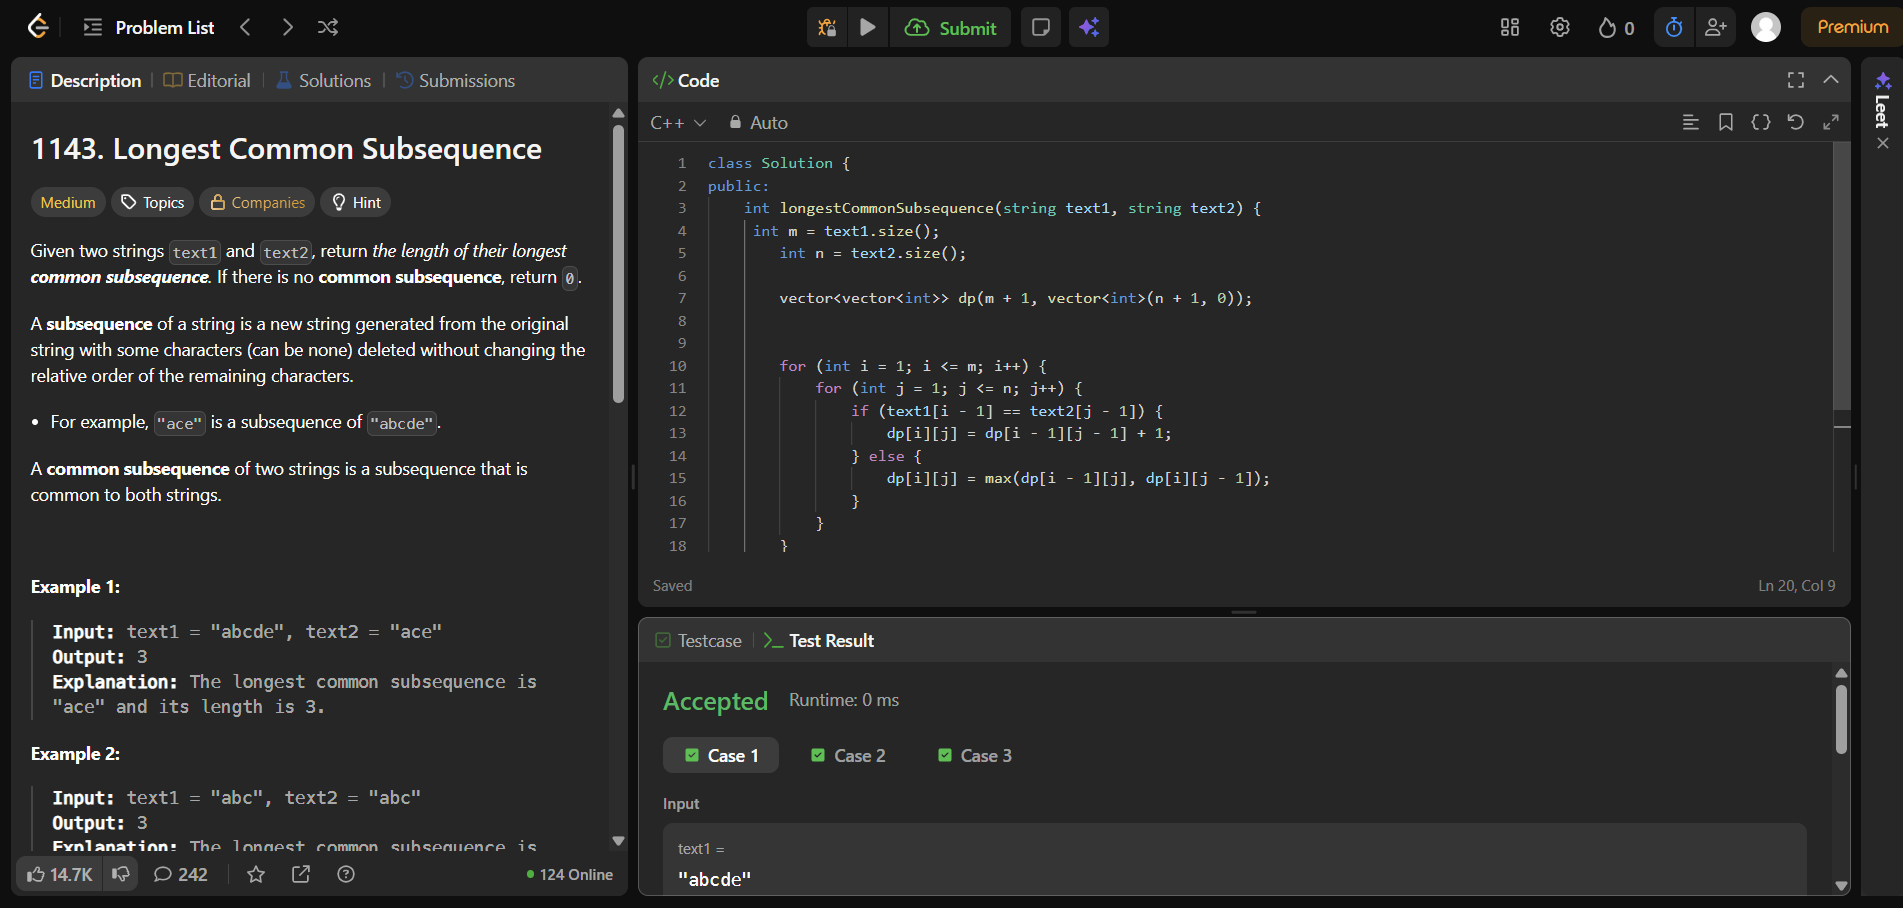 Problem List
Submit
0
Premium
Description
Editorial
Solutions
Submissions
1143. Longest Common Subsequence
Medium
Topics
Companies
Hint
Given two strings text1 and text2, return the length of their longest
common subsequence. If there is no common subsequence, return 0.
A subsequence of a string is a new string generated from the original
string with some characters (can be none) deleted without changing the
relative order of the remaining characters.
• For example, "ace" is a subsequence of "abcde".
A common subsequence of two strings is a subsequence that is
common to both strings.
Example 1:
Input: text1 = "abcde", text2 = "ace"
Output: 3
Explanation: The longest common subsequence is
"ace" and its length is 3.
Example 2:
Input: text1 = "abc", text2 = "abc"
Output: 3
Explanation: The longest common subsequence is
14.7K
242
124 Online
</> Code
C++
Auto
1 class Solution {
2 public:
3 int longestCommonSubsequence(string text1, string text2) {
4 int m = text1.size();
5 int n = text2.size();
6
7 vector<vector<int>> dp(m + 1, vector<int>(n + 1, 0));
8
9
10 for (int i = 1; i <= m; i++) {
11 for (int j = 1; j <= n; j++) {
12 if (text1[i - 1] == text2[j - 1]) {
13 dp[i][j] = dp[i - 1][j - 1] + 1;
14 } else {
15 dp[i][j] = max(dp[i - 1][j], dp[i][j - 1]);
16 }
17 }
18 }
Saved
Ln 20, Col 9
Testcase
Test Result
Accepted
Runtime: 0 ms
Case 1
Case 2
Case 3
Input
text1 =
"abcde"
Leet